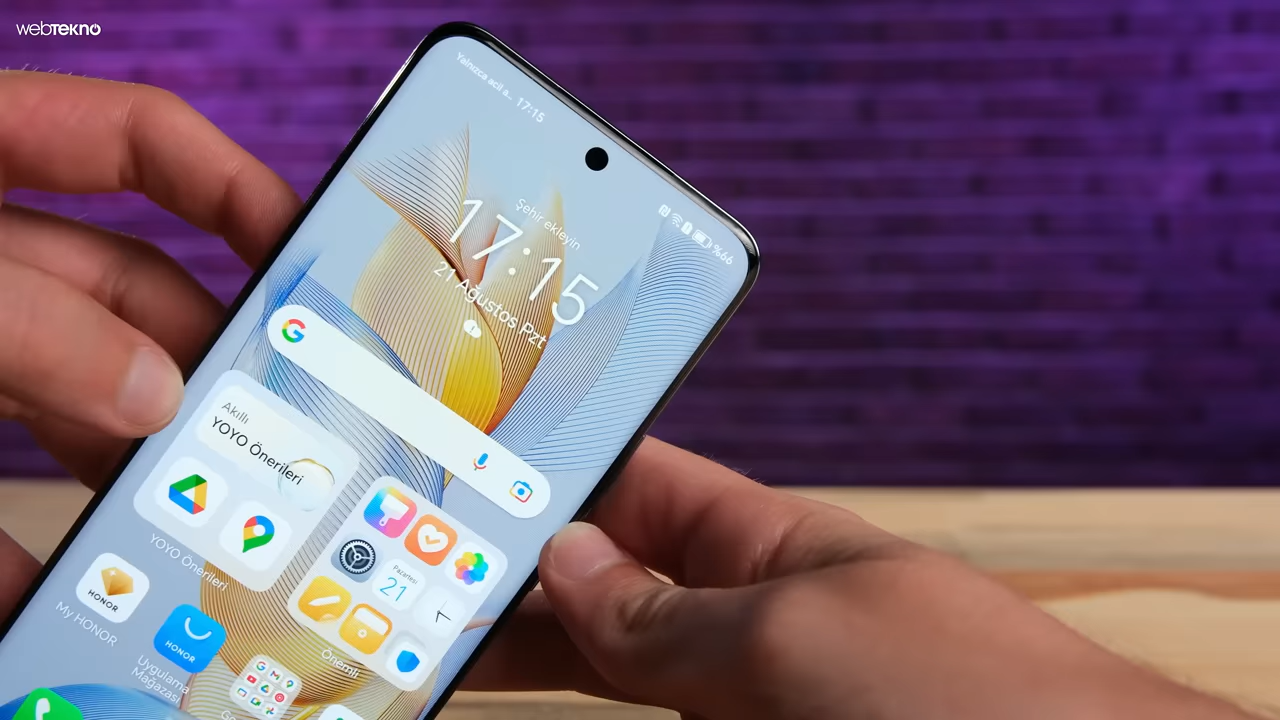 webtekno
Yalnızca acil a... 17:15
%66
Şehir ekleyin
17:15
21 Ağustos Pzt
Akıllı
YOYO Önerileri
YOYO Önerileri
Pazartesi
21
Önemli
HONOR
My HONOR
HONOR
Uygulama
Mağazası